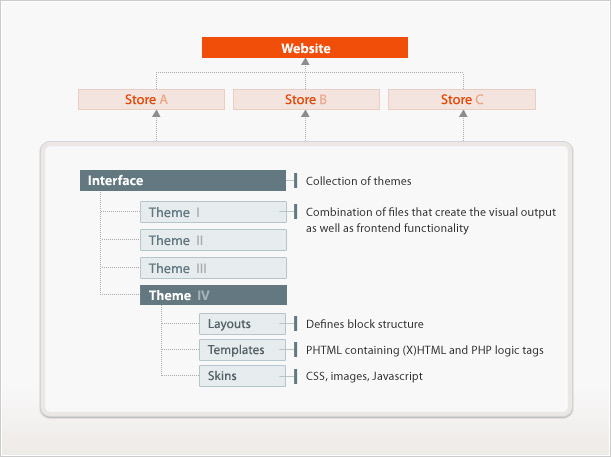 Website
Store A
Store B
Store C
Interface
Collection of themes
Theme I
Combination of files that create the visual output
as well as frontend functionality
Theme II
Theme III
Theme IV
Layouts
Defines block structure
Templates
PHTML containing (X)HTML and PHP logic tags
Skins
CSS, images, Javascript